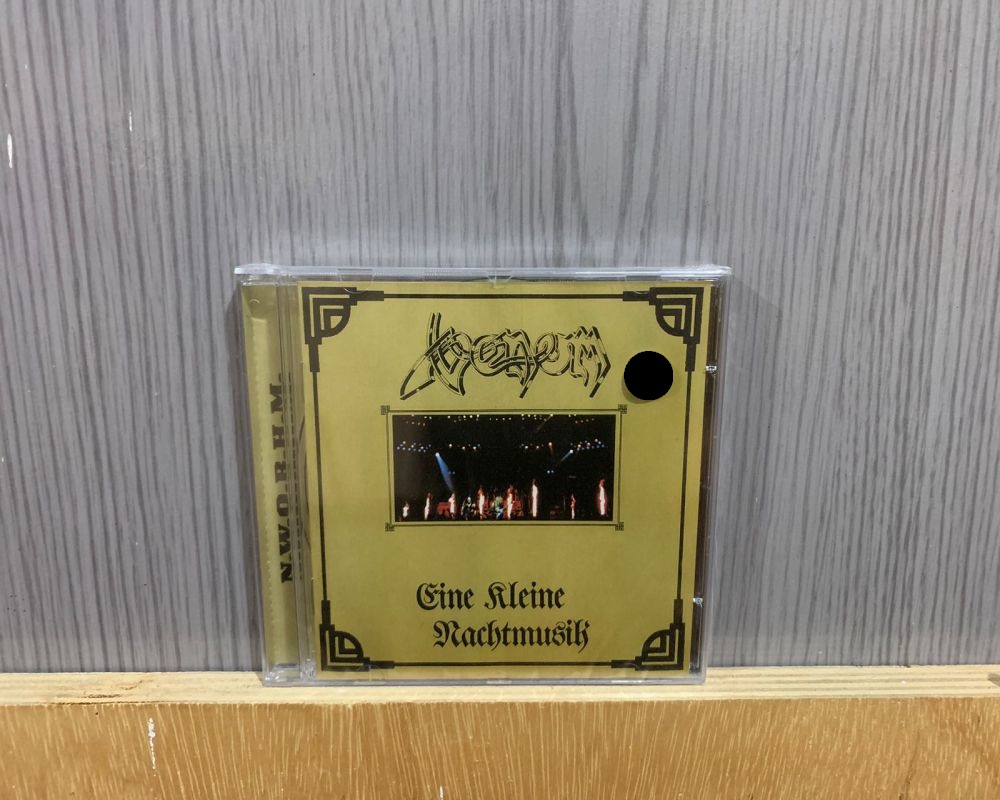 Venom
N.W.O.B.H.M.
Eine Kleine
Nachtmusik